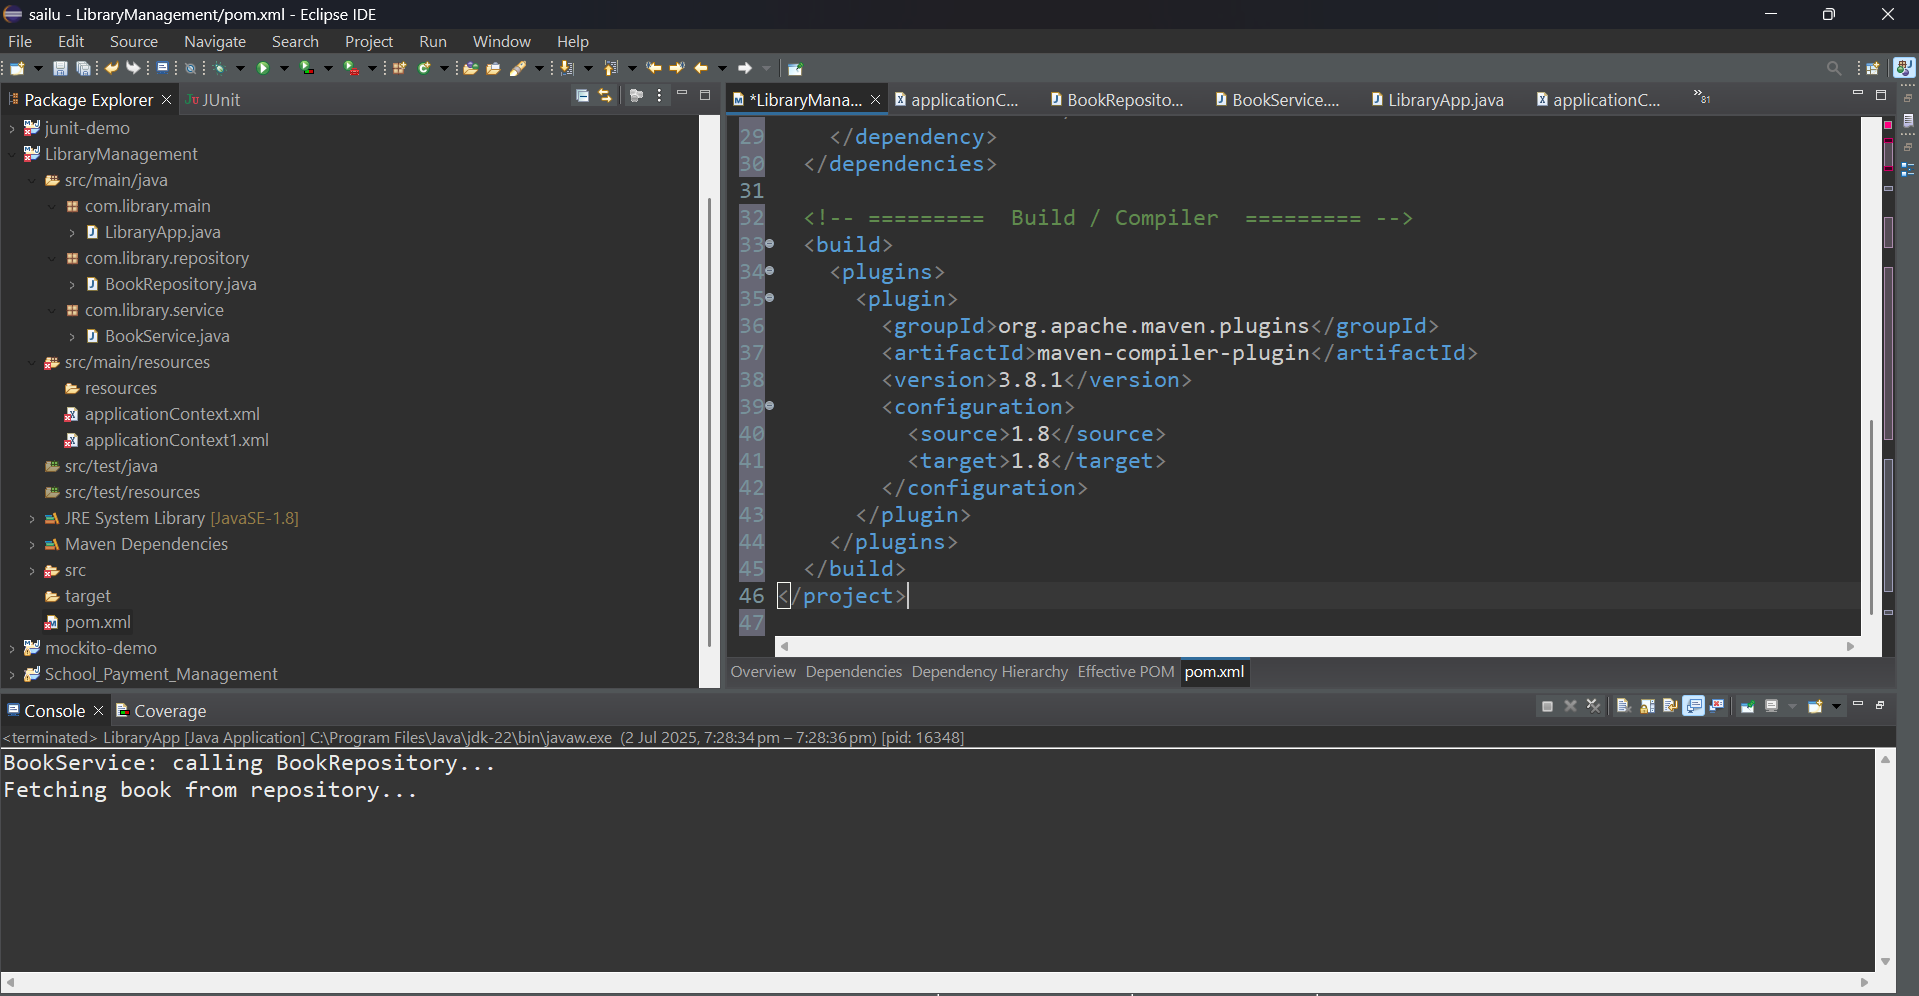 sailu - LibraryManagement/pom.xml - Eclipse IDE
File Edit Source Navigate Search Project Run Window Help
Package Explorer
JUnit
junit-demo
LibraryManagement
src/main/java
com.library.main
LibraryApp.java
com.library.repository
BookRepository.java
com.library.service
BookService.java
src/main/resources
resources
applicationContext.xml
applicationContext1.xml
src/test/java
src/test/resources
JRE System Library [JavaSE-1.8]
Maven Dependencies
src
target
pom.xml
mockito-demo
School_Payment_Management
*LibraryMana... applicationC... BookReposito... BookService.... LibraryApp.java applicationC... »81
29 </dependency>
30 </dependencies>
31
32 <!-- ========= Build / Compiler ========= -->
33 <build>
34 <plugins>
35 <plugin>
36 <groupId>org.apache.maven.plugins</groupId>
37 <artifactId>maven-compiler-plugin</artifactId>
38 <version>3.8.1</version>
39 <configuration>
40 <source>1.8</source>
41 <target>1.8</target>
42 </configuration>
43 </plugin>
44 </plugins>
45 </build>
46 </project>
47
Overview Dependencies Dependency Hierarchy Effective POM pom.xml
Console Coverage
<terminated> LibraryApp [Java Application] C:\Program Files\Java\jdk-22\bin\javaw.exe (2 Jul 2025, 7:28:34 pm – 7:28:36 pm) [pid: 16348]
BookService: calling BookRepository...
Fetching book from repository...